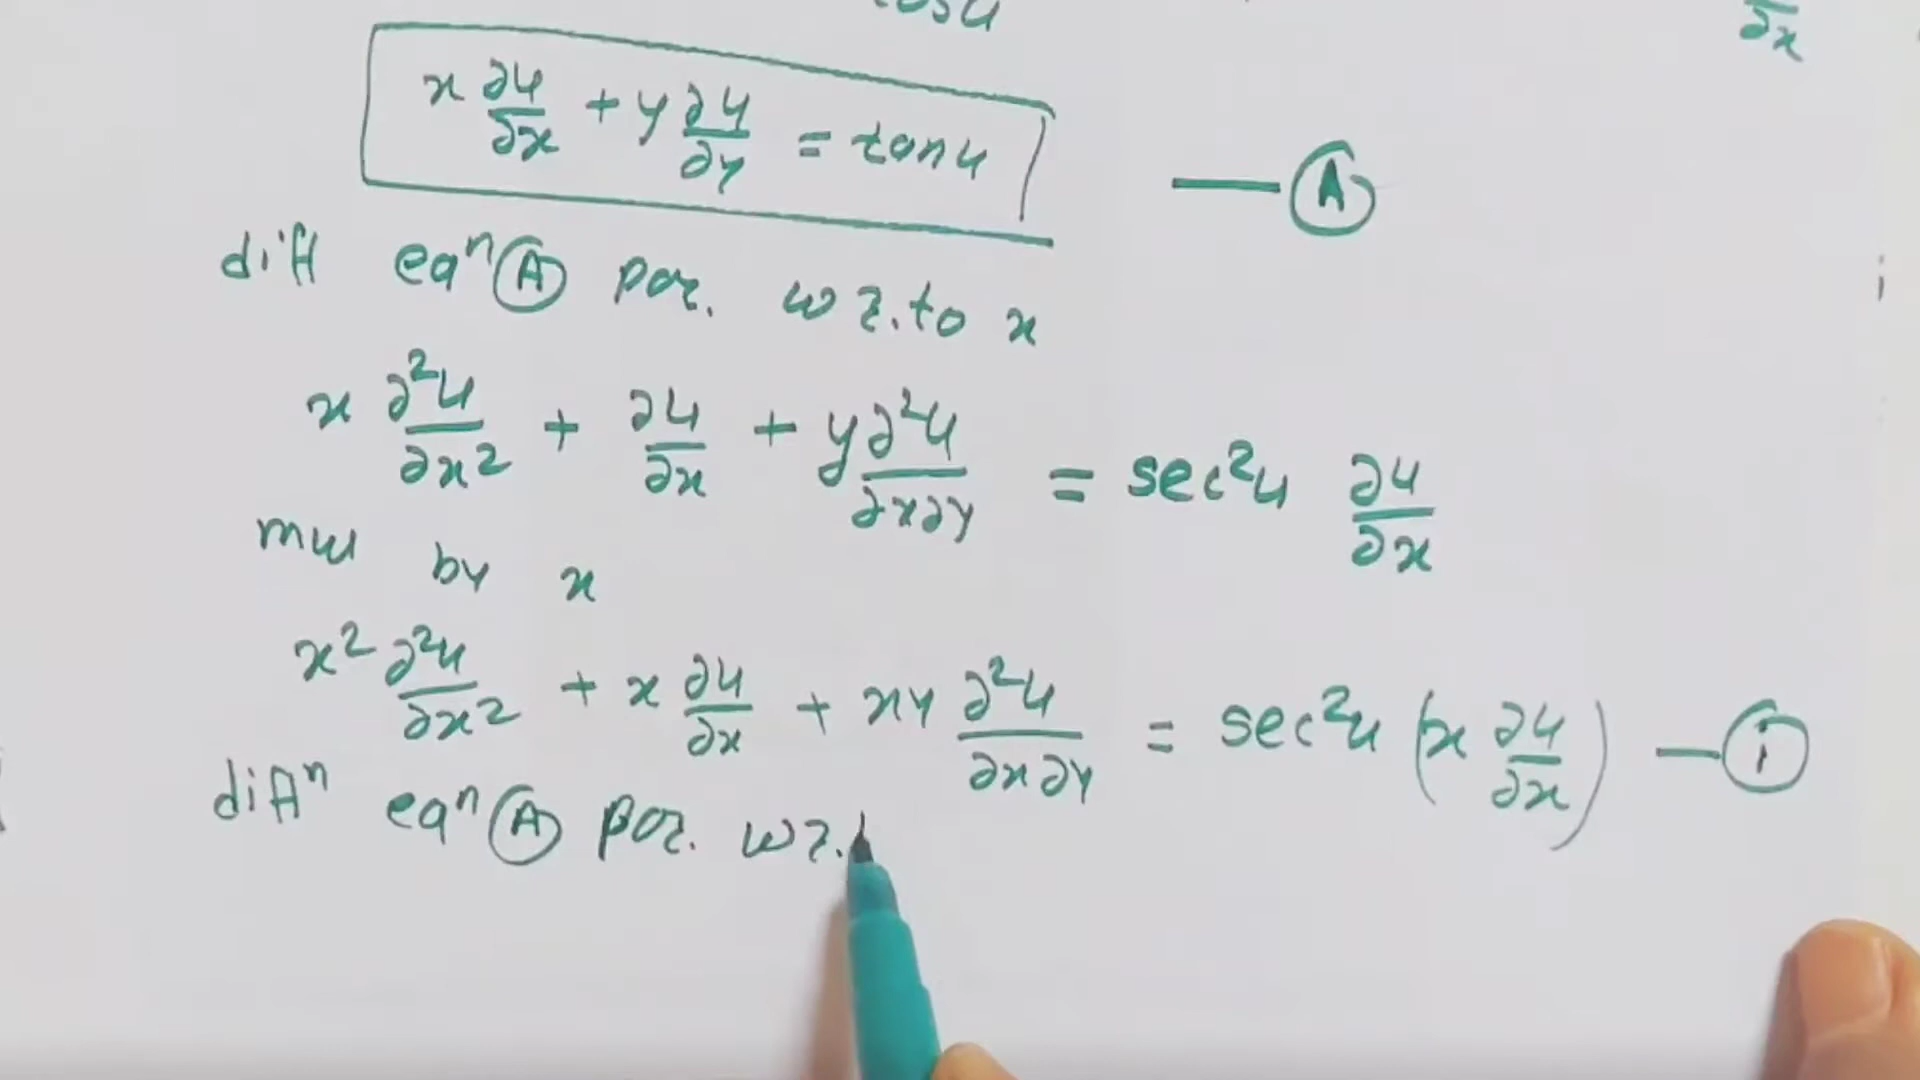 ∂x
x ∂u/∂x + y ∂u/∂y = tan u — Ⓐ
diff eqⁿ Ⓐ par. w r. to x
x ∂²u/∂x² + ∂u/∂x + y ∂²u/∂x∂y = sec²u ∂u/∂x
mul by x
x² ∂²u/∂x² + x ∂u/∂x + xy ∂²u/∂x∂y = sec²u (x ∂u/∂x) — ⓘ
diffⁿ eqⁿ Ⓐ par. w r.